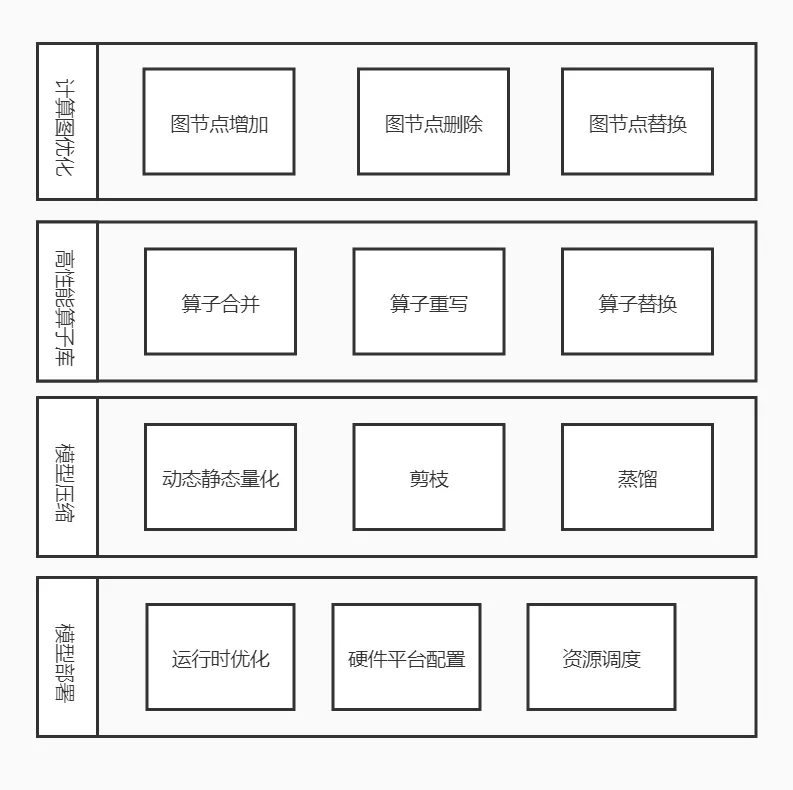 计算图优化
图节点增加
图节点删除
图节点替换
高性能算子库
算子合并
算子重写
算子替换
模型压缩
动态静态量化
剪枝
蒸馏
模型部署
运行时优化
硬件平台配置
资源调度